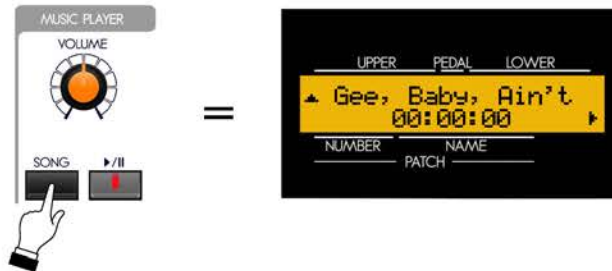 MUSIC PLAYER
VOLUME
SONG ▶/II
=
UPPER PEDAL LOWER
Gee, Baby, Ain't
00:00:00
NUMBER NAME
PATCH